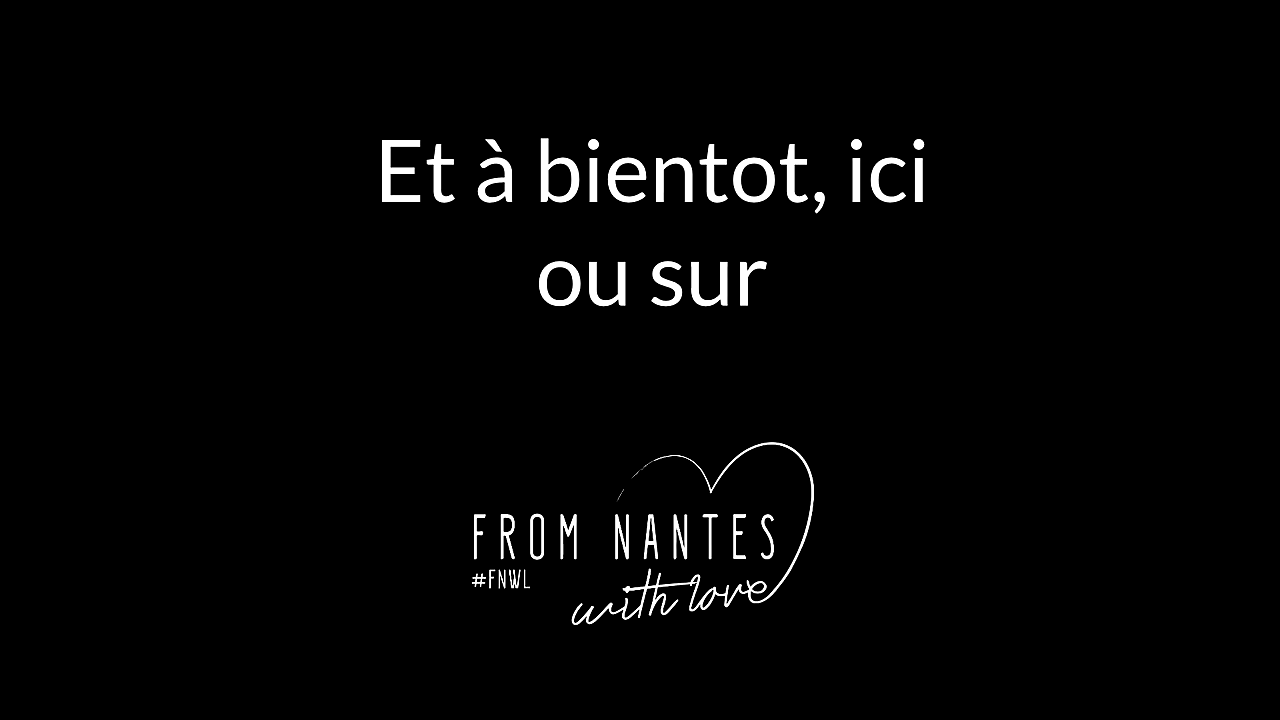 Et à bientot, ici
ou sur
FROM NANTES
#FNWL
with love